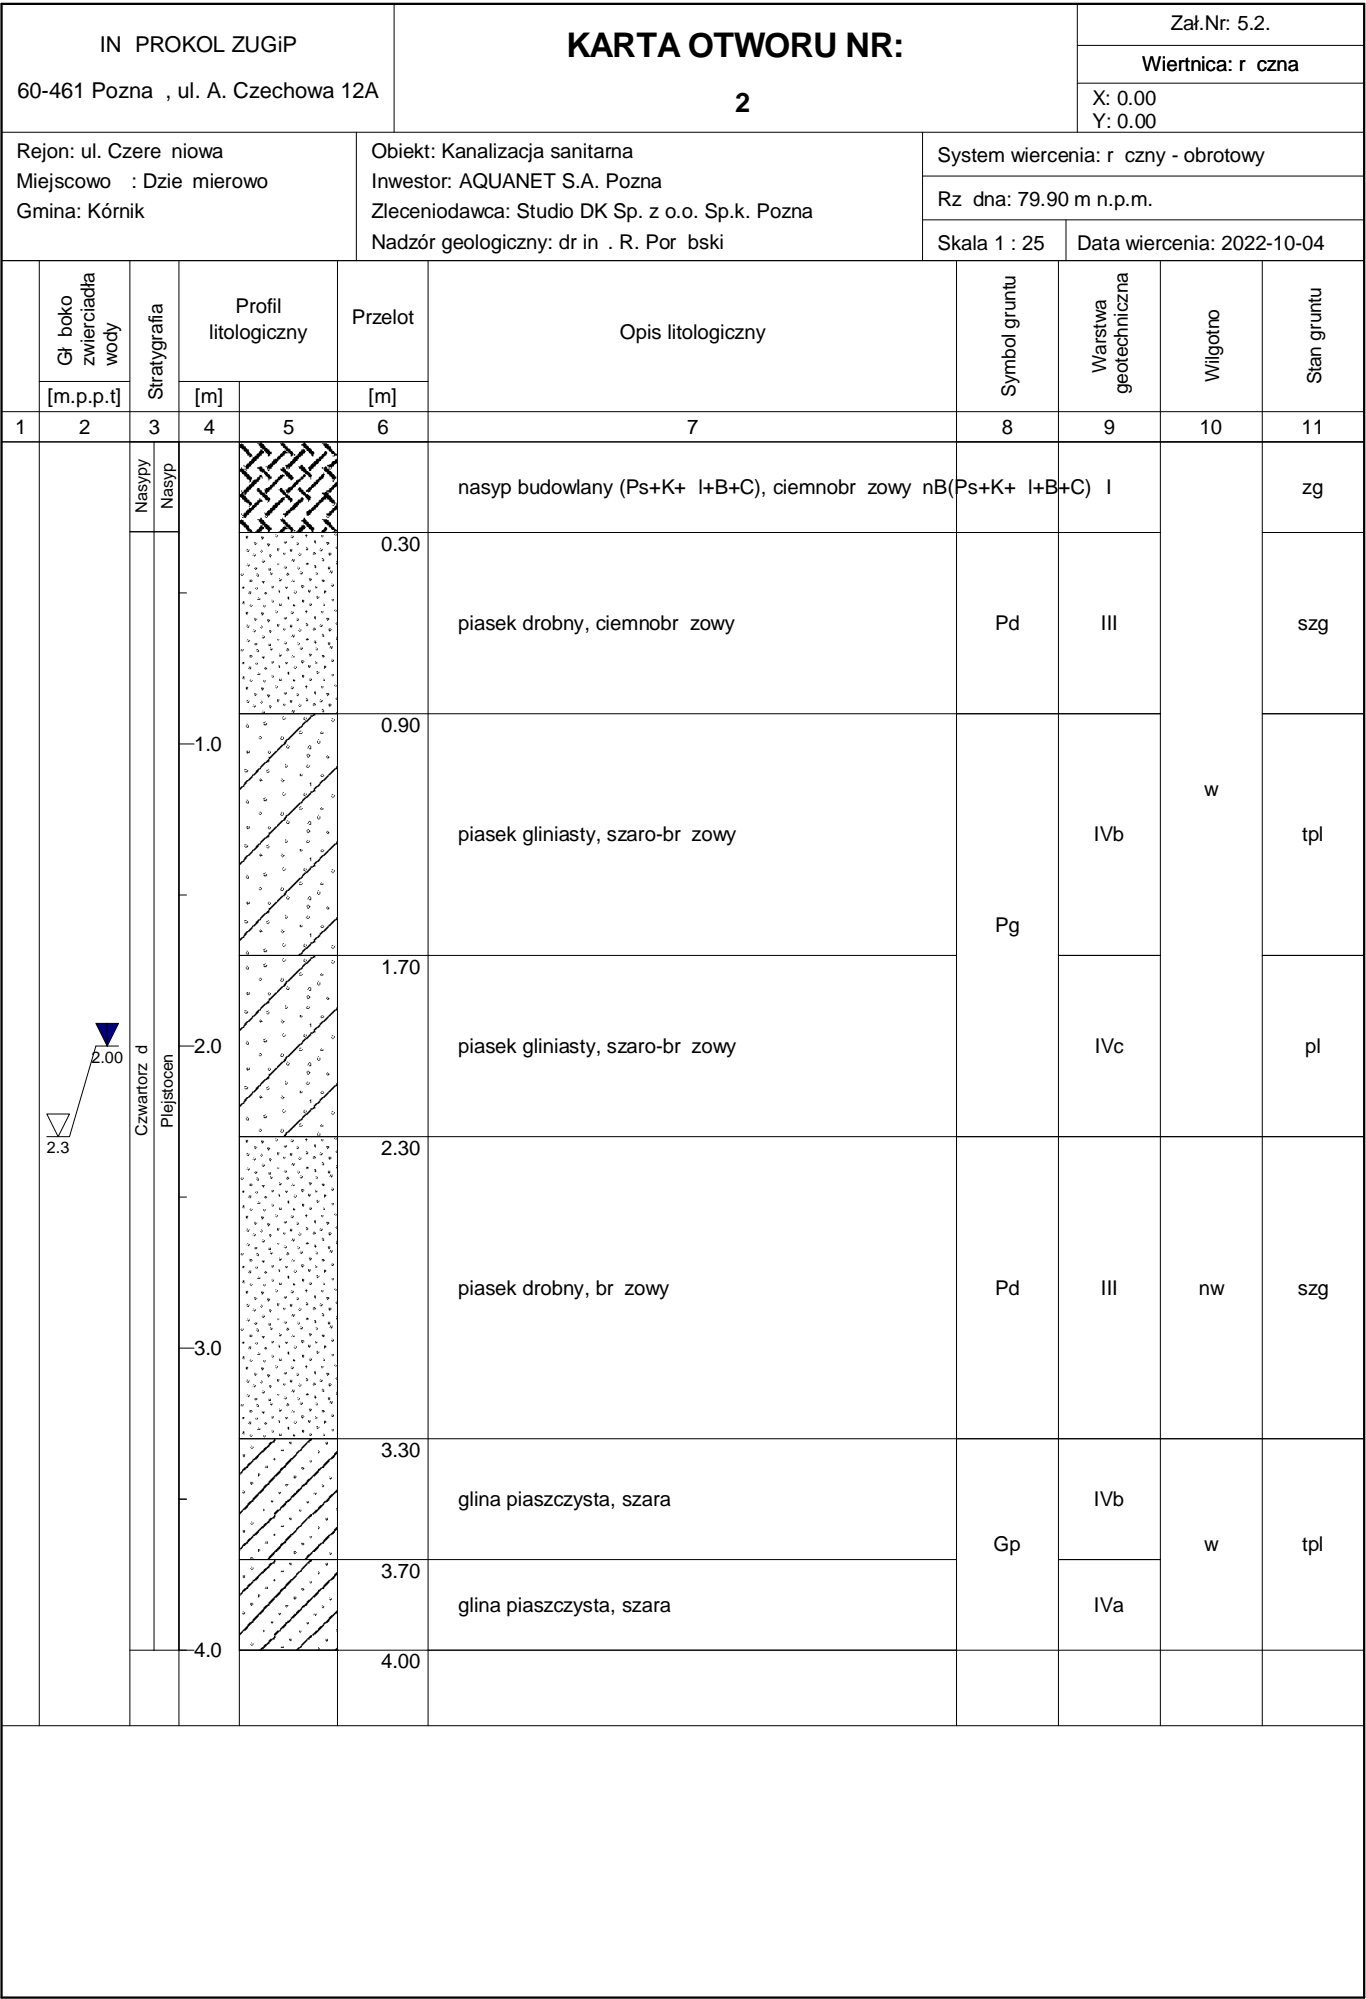 IN PROKOL ZUGiP
60-461 Pozna , ul. A. Czechowa 12A
KARTA OTWORU NR:
2
Zał.Nr: 5.2.
Wiertnica: r czna
X: 0.00
Y: 0.00
Rejon: ul. Czere niowa
Miejscowo : Dzie mierowo
Gmina: Kórnik
Obiekt: Kanalizacja sanitarna
Inwestor: AQUANET S.A. Pozna
Zleceniodawca: Studio DK Sp. z o.o. Sp.k. Pozna
Nadzór geologiczny: dr in . R. Por bski
System wiercenia: r czny - obrotowy
Rz dna: 79.90 m n.p.m.
Skala 1 : 25
Data wiercenia: 2022-10-04
Gł boko
zwierciadła
wody
[m.p.p.t]
Stratygrafia
Profil
litologiczny
[m]
Przelot
[m]
Opis litologiczny
Symbol gruntu
Warstwa
geotechniczna
Wilgotno
Stan gruntu
1 2 3 4 5 6 7 8 9 10 11
Nasypy
Nasyp
nasyp budowlany (Ps+K+ l+B+C), ciemnobr zowy nB(Ps+K+ l+B+C) I zg
0.30
piasek drobny, ciemnobr zowy Pd III szg
0.90
1.0
w
piasek gliniasty, szaro-br zowy IVb tpl
Pg
1.70
2.00
2.0
piasek gliniasty, szaro-br zowy IVc pl
Czwartorz d
Plejstocen
2.3
2.30
piasek drobny, br zowy Pd III nw szg
3.0
3.30
glina piaszczysta, szara IVb
Gp w tpl
3.70
glina piaszczysta, szara IVa
4.0
4.00